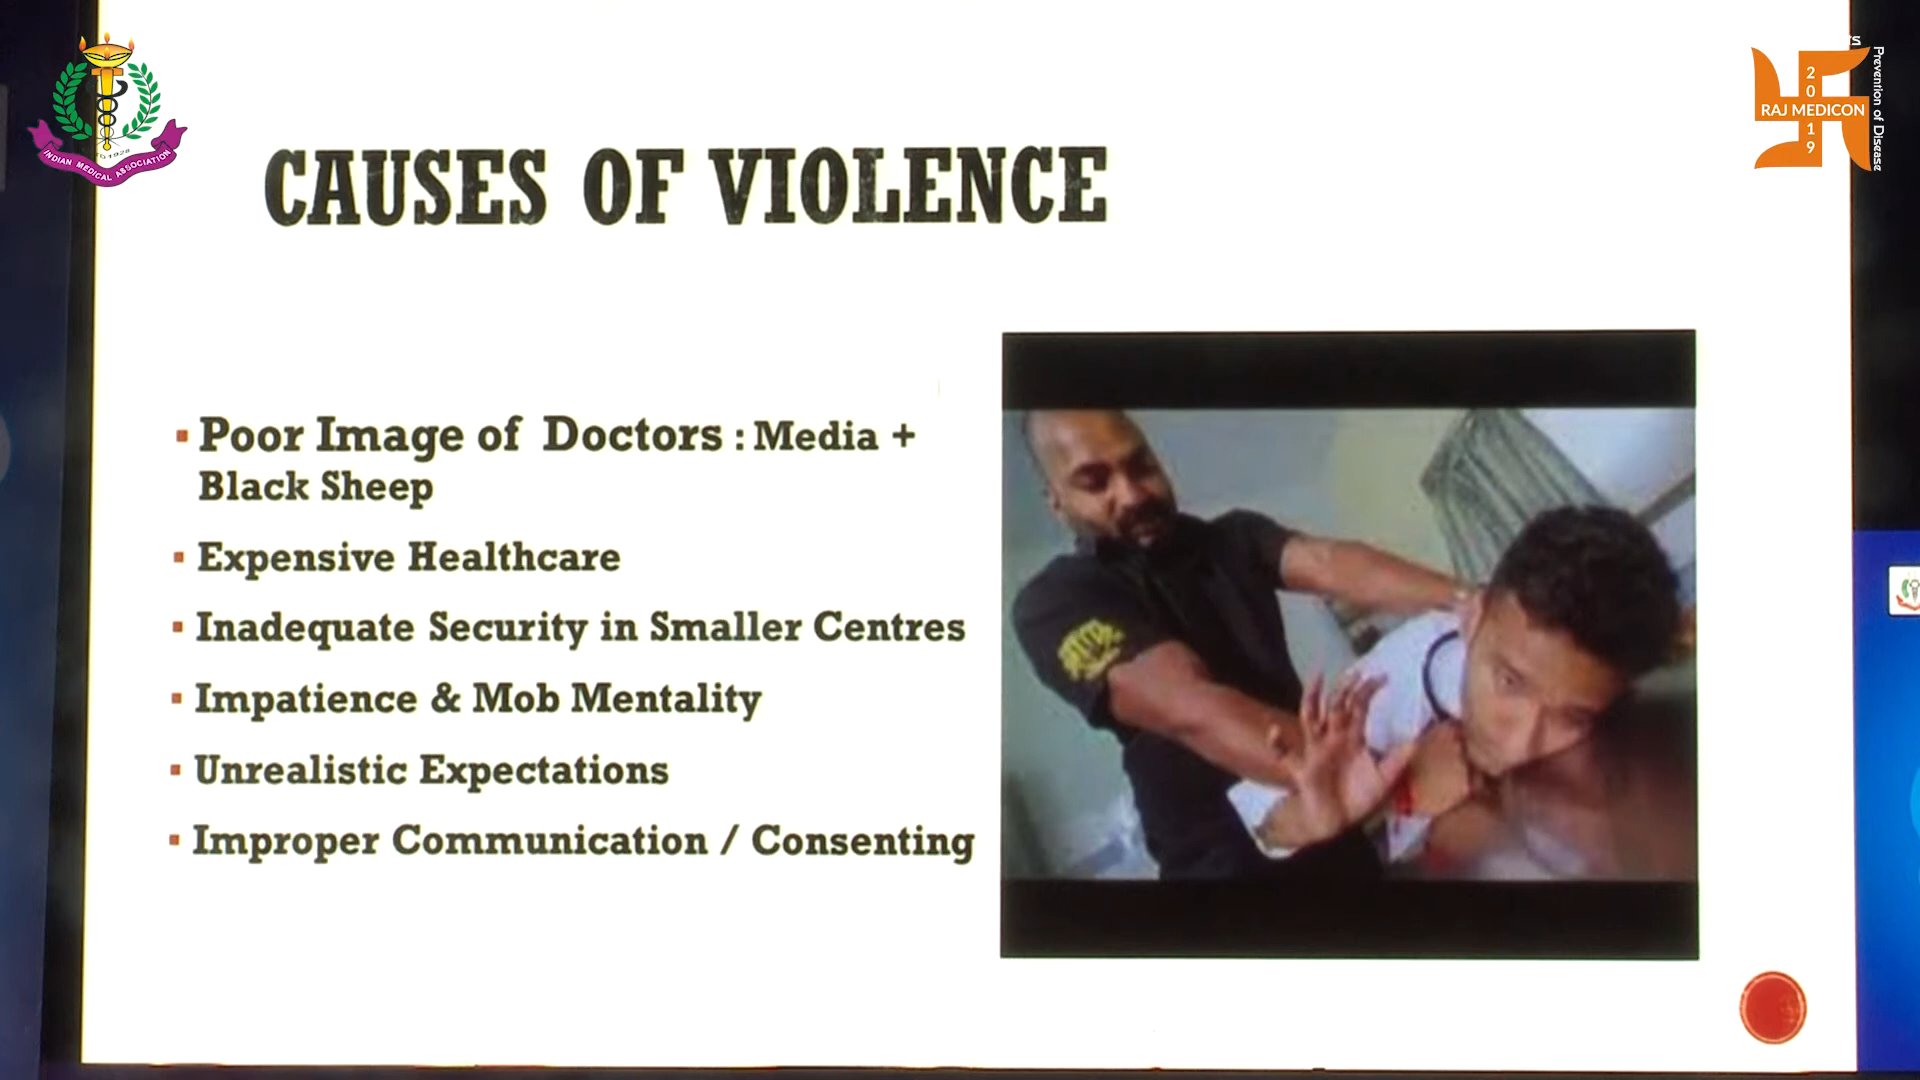 INDIAN MEDICAL ASSOCIATION
2
0
RAJ MEDICON
1
9
Prevention of Disease
CAUSES OF VIOLENCE
▪ Poor Image of Doctors : Media +
Black Sheep
▪ Expensive Healthcare
▪ Inadequate Security in Smaller Centres
▪ Impatience & Mob Mentality
▪ Unrealistic Expectations
▪ Improper Communication / Consenting